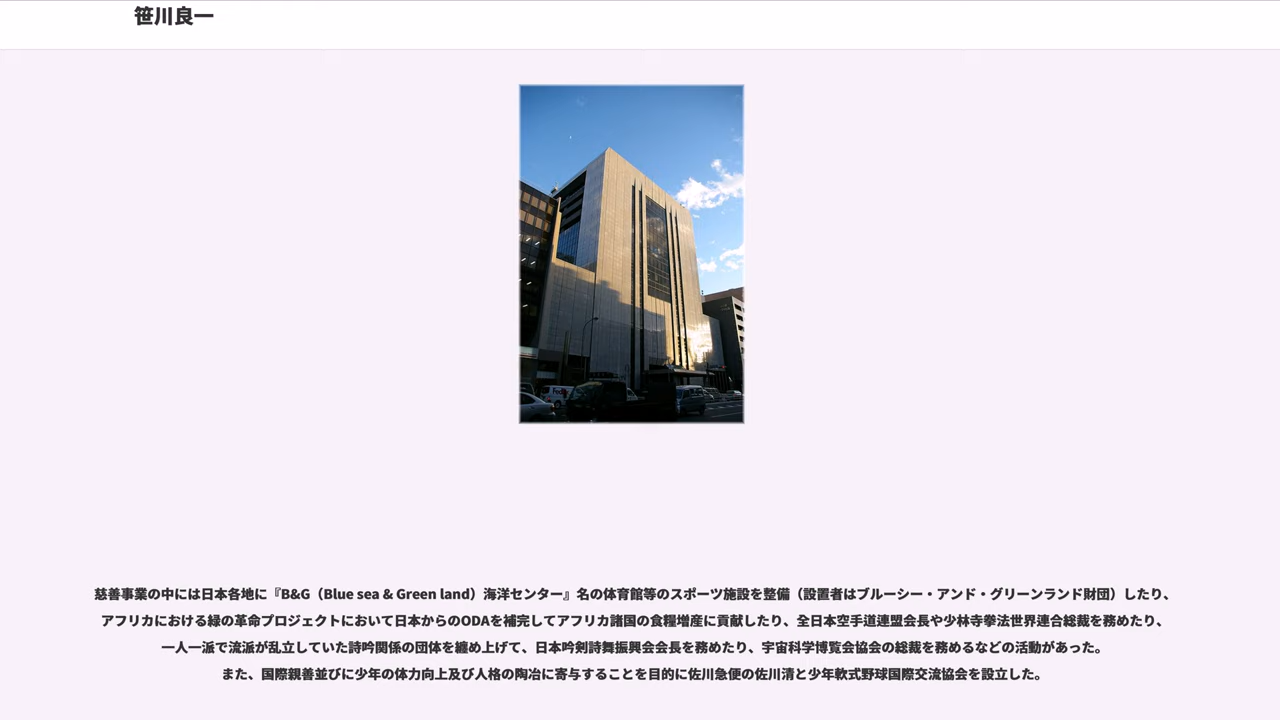 笹川良一
慈善事業の中には日本各地に『B&G（Blue sea & Green land）海洋センター』名の体育館等のスポーツ施設を整備（設置者はブルーシー・アンド・グリーンランド財団）したり、
アフリカにおける緑の革命プロジェクトにおいて日本からのODAを補完してアフリカ諸国の食糧増産に貢献したり、全日本空手道連盟会長や少林寺拳法世界連合総裁を務めたり、
一人一派で流派が乱立していた詩吟関係の団体を纏め上げて、日本吟剣詩舞振興会会長を務めたり、宇宙科学博覧会協会の総裁を務めるなどの活動があった。
また、国際親善並びに少年の体力向上及び人格の陶冶に寄与することを目的に佐川急便の佐川清と少年軟式野球国際交流協会を設立した。